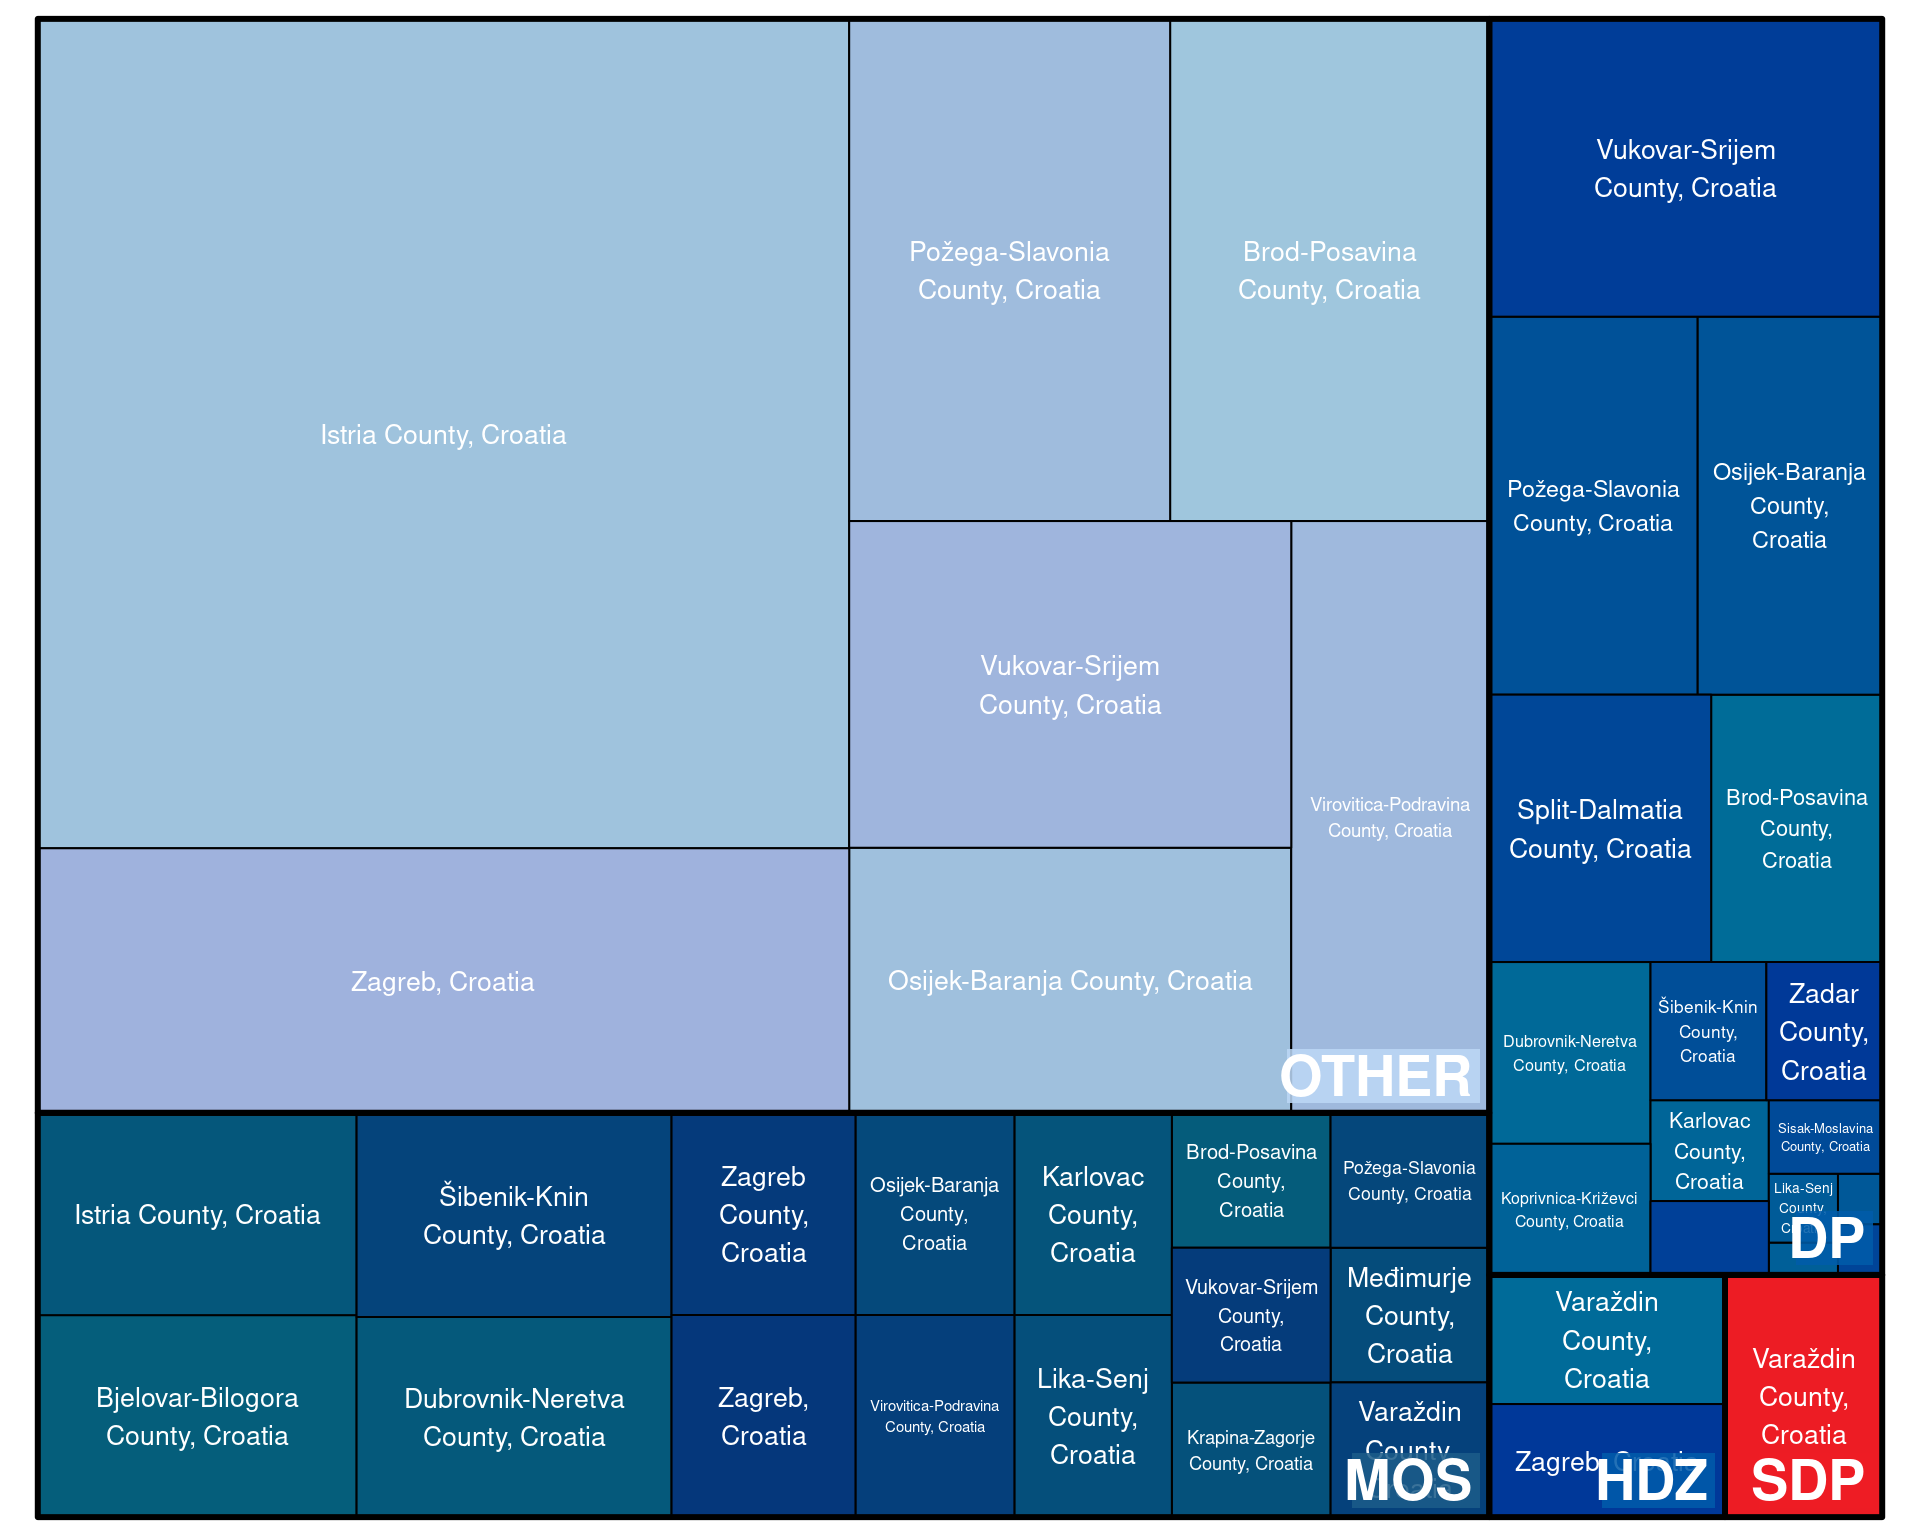 Istria County, Croatia
Požega-Slavonia
County, Croatia
Brod-Posavina
County, Croatia
Vukovar-Srijem
County, Croatia
Virovitica-Podravina
County, Croatia
Zagreb, Croatia
Osijek-Baranja County, Croatia
OTHER
Vukovar-Srijem
County, Croatia
Požega-Slavonia
County, Croatia
Osijek-Baranja
County,
Croatia
Split-Dalmatia
County, Croatia
Brod-Posavina
County,
Croatia
Dubrovnik-Neretva
County, Croatia
Šibenik-Knin
County,
Croatia
Zadar
County,
Croatia
Koprivnica-Križevci
County, Croatia
Karlovac
County,
Croatia
Sisak-Moslavina
County, Croatia
Lika-Senj
County,
DP
Istria County, Croatia
Šibenik-Knin
County, Croatia
Zagreb
County,
Croatia
Osijek-Baranja
County,
Croatia
Karlovac
County,
Croatia
Brod-Posavina
County,
Croatia
Požega-Slavonia
County, Croatia
Bjelovar-Bilogora
County, Croatia
Dubrovnik-Neretva
County, Croatia
Zagreb,
Croatia
Virovitica-Podravina
County, Croatia
Lika-Senj
County,
Croatia
Vukovar-Srijem
County,
Croatia
Međimurje
County,
Croatia
Krapina-Zagorje
County, Croatia
Varaždin
County,
MOS
Varaždin
County,
Croatia
Zagreb, Croatia
HDZ
Varaždin
County,
Croatia
SDP